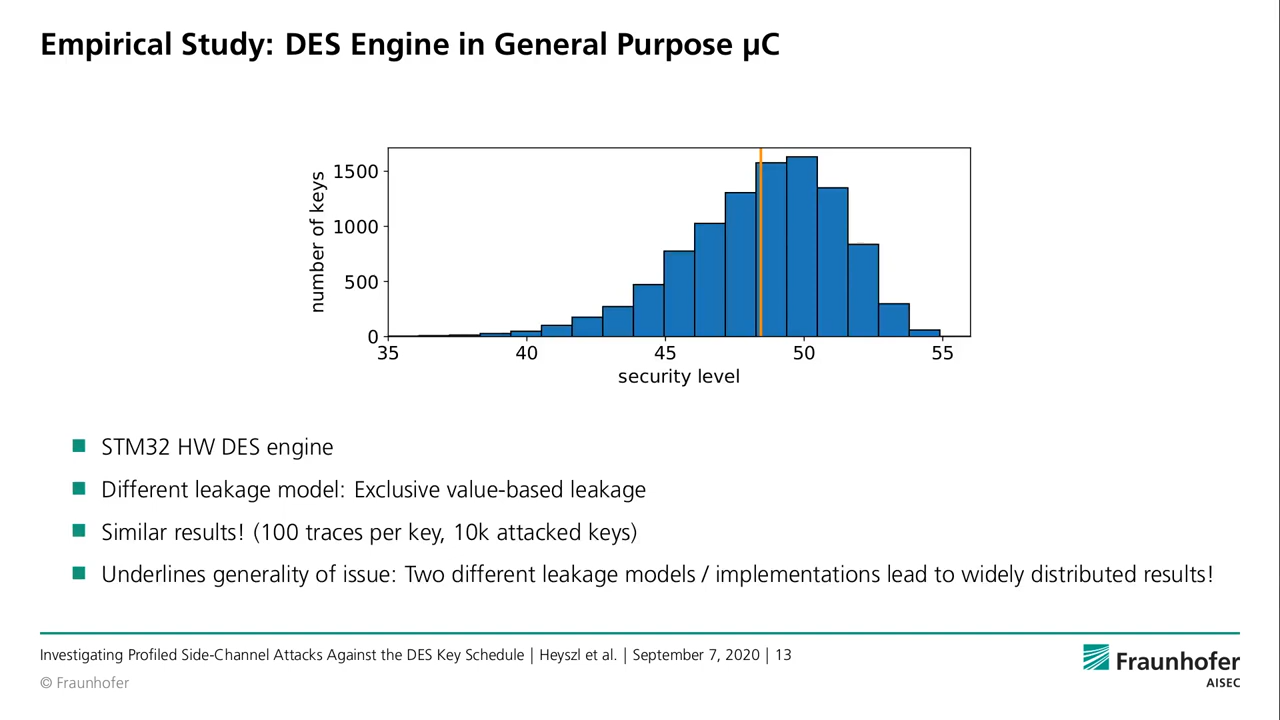 Empirical Study: DES Engine in General Purpose µC
number of keys
1500
1000
500
0
35
40
45
50
55
security level
STM32 HW DES engine
Different leakage model: Exclusive value-based leakage
Similar results! (100 traces per key, 10k attacked keys)
Underlines generality of issue: Two different leakage models / implementations lead to widely distributed results!
Investigating Profiled Side-Channel Attacks Against the DES Key Schedule | Heyszl et al. | September 7, 2020 | 13
© Fraunhofer
Fraunhofer
AISEC